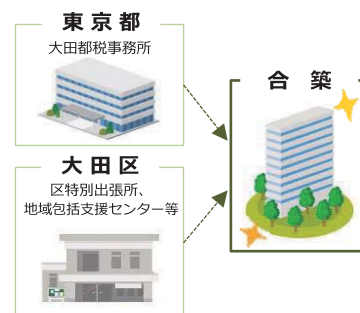 東京都
大田都税事務所
合築
大田区
区特別出張所、
地域包括支援センター等